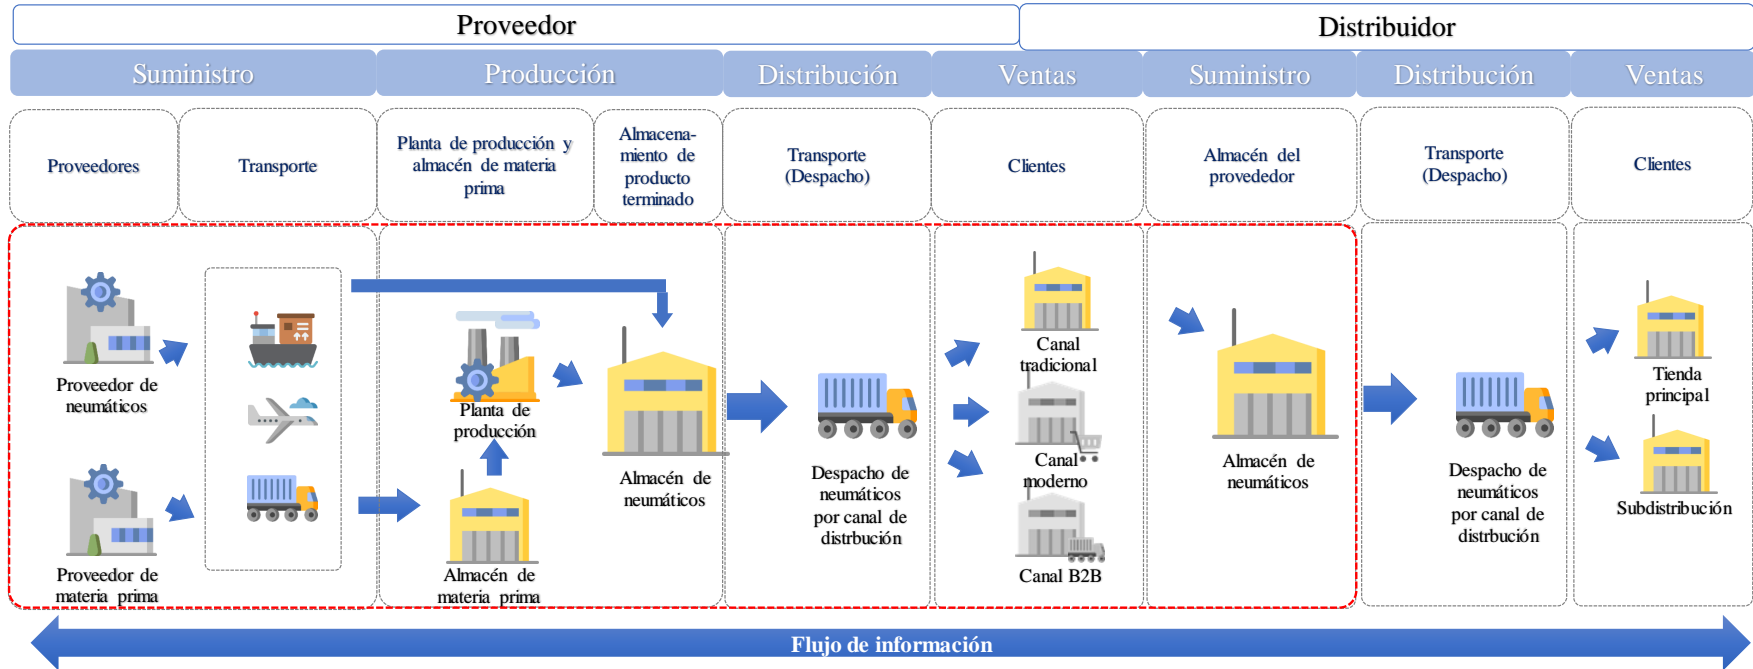 Proveedor
Distribuidor
Suministro
Producción
Distribución
Ventas
Suministro
Distribución
Ventas
Proveedores
Transporte
Planta de producción y
almacén de materia
prima
Almacena-
miento de
producto
terminado
Transporte
(Despacho)
Clientes
Almacén del
provededor
Transporte
(Despacho)
Clientes
Proveedor de
neumáticos
Proveedor de
materia prima
Planta de
producción
Almacén de
materia prima
Almacén de
neumáticos
Despacho de
neumáticos
por canal de
distrbución
Canal
tradicional
Canal
moderno
Canal B2B
Almacén de
neumáticos
Despacho de
neumáticos
por canal de
distrbución
Tienda
principal
Subdistribución
Flujo de información